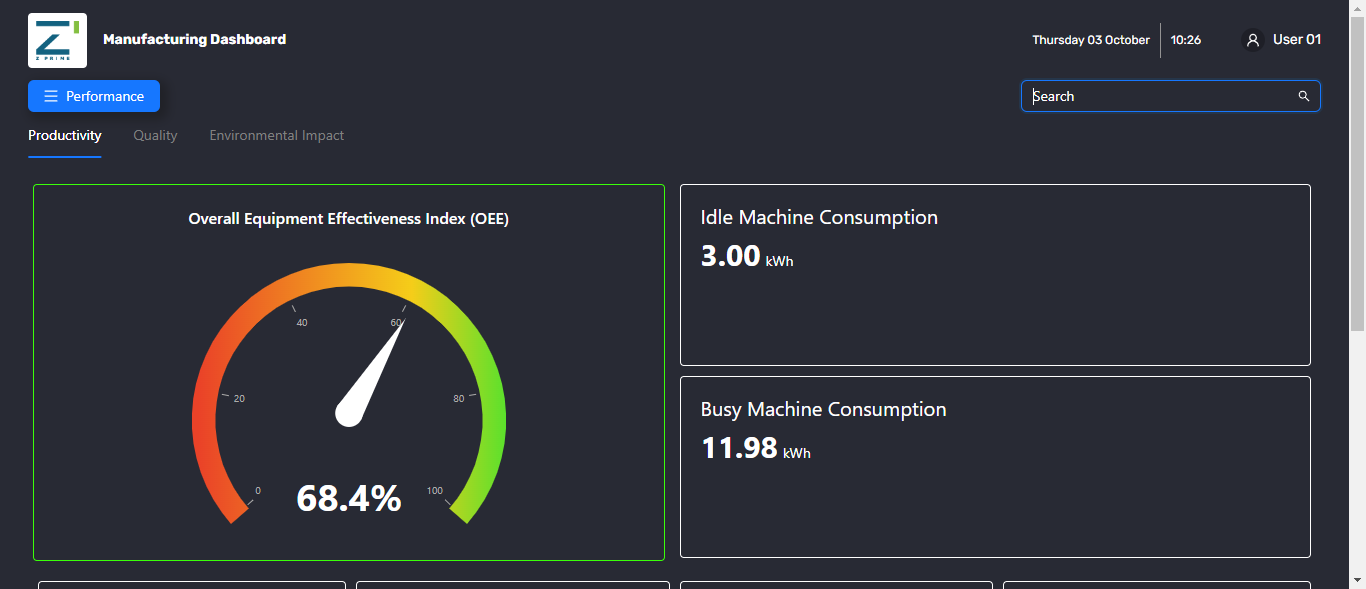 Z PRIME
Manufacturing Dashboard
Thursday 03 October
10:26
User 01
Performance
Search
Productivity
Quality
Environmental Impact
Overall Equipment Effectiveness Index (OEE)
0
20
40
60
80
100
68.4%
Idle Machine Consumption
3.00 kWh
Busy Machine Consumption
11.98 kWh